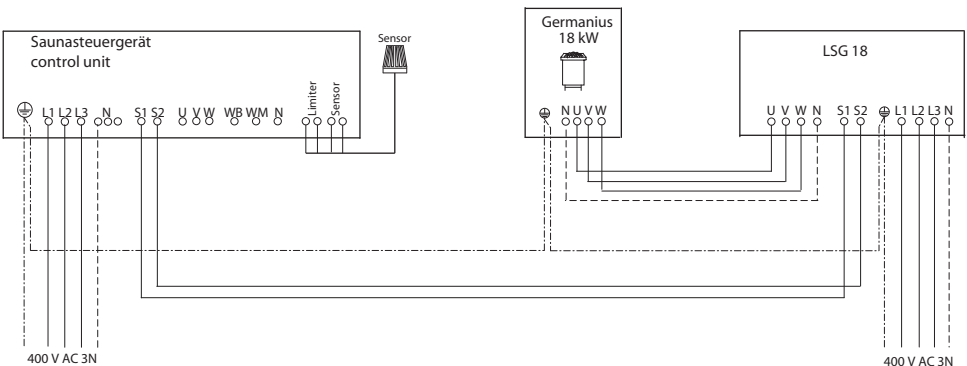 Saunasteuergerät
control unit
L1 L2 L3 N S1 S2 U V W WB WM N Limiter Sensor
400 V AC 3N
Sensor
Germanius
18 kW
N U V W
LSG 18
U V W N S1 S2 L1 L2 L3 N
400 V AC 3N